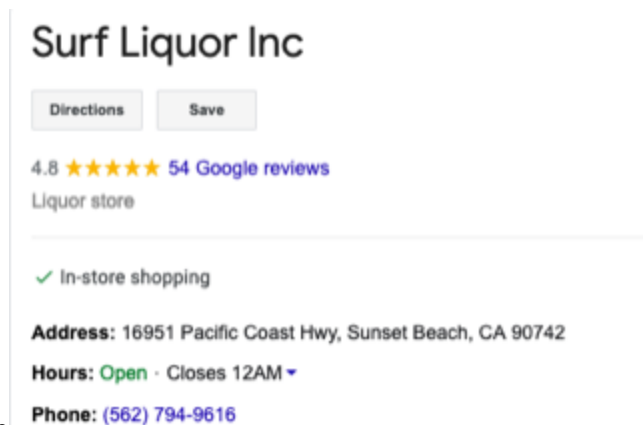 Surf Liquor Inc
Directions Save
4.8 54 Google reviews
Liquor store
In-store shopping
Address: 16951 Pacific Coast Hwy, Sunset Beach, CA 90742
Hours: Open · Closes 12AM
Phone: (562) 794-9616